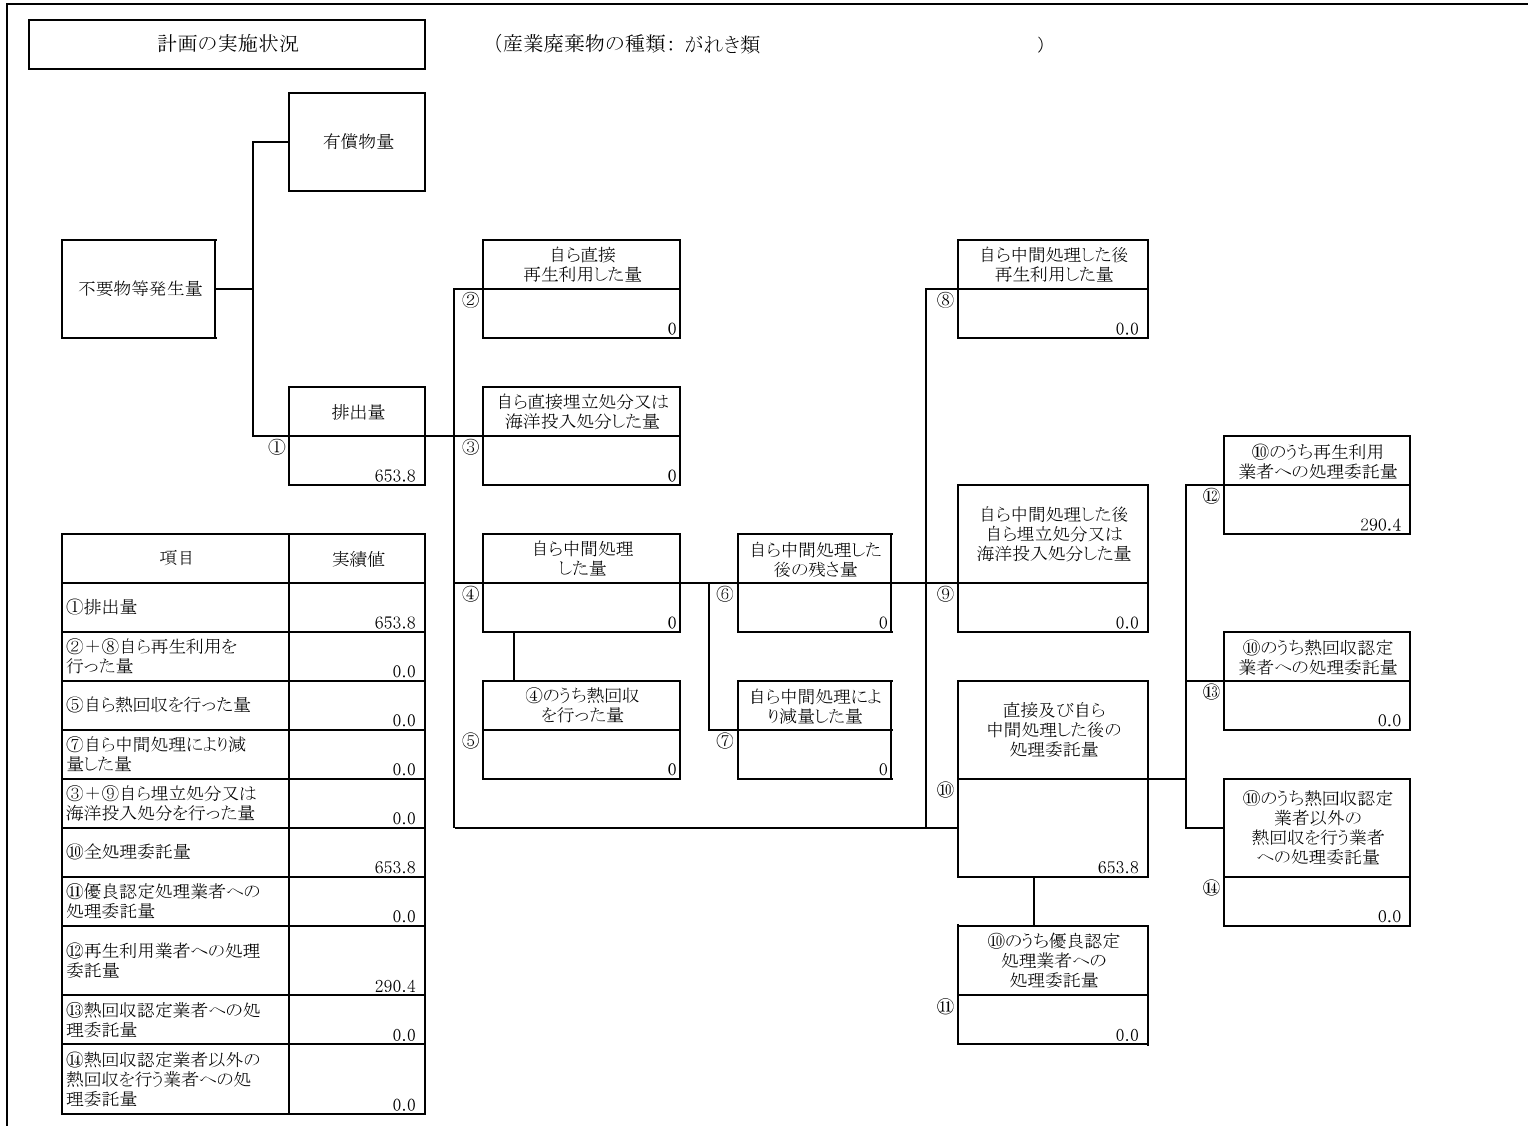 計画の実施状況
（産業廃棄物の種類：がれき類　　　　　　　　　　　　　　）
有償物量
不要物等発生量
排出量
①
653.8
自ら直接
再生利用した量
②
0
自ら直接埋立処分又は
海洋投入処分した量
③
0
自ら中間処理
した量
④
0
④のうち熱回収
を行った量
⑤
0
自ら中間処理した
後の残さ量
⑥
0
自ら中間処理によ
り減量した量
⑦
0
自ら中間処理した後
再生利用した量
⑧
0.0
自ら中間処理した後
自ら埋立処分又は
海洋投入処分した量
⑨
0.0
直接及び自ら
中間処理した後の
処理委託量
⑩
653.8
⑩のうち優良認定
処理業者への
処理委託量
⑪
0.0
⑩のうち再生利用
業者への処理委託量
⑫
290.4
⑩のうち熱回収認定
業者への処理委託量
⑬
0.0
⑩のうち熱回収認定
業者以外の
熱回収を行う業者
への処理委託量
⑭
0.0
項目 実績値
①排出量
653.8
②＋⑧自ら再生利用を
行った量
0.0
⑤自ら熱回収を行った量
0.0
⑦自ら中間処理により減
量した量
0.0
③＋⑨自ら埋立処分又は
海洋投入処分を行った量
0.0
⑩全処理委託量
653.8
⑪優良認定処理業者への
処理委託量
0.0
⑫再生利用業者への処理
委託量
290.4
⑬熱回収認定業者への処
理委託量
0.0
⑭熱回収認定業者以外の
熱回収を行う業者への処
理委託量
0.0